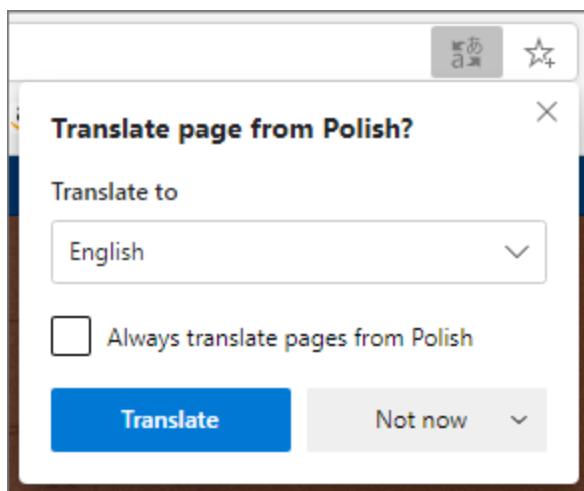 Translate page from Polish?
Translate to
English
Always translate pages from Polish
Translate
Not now